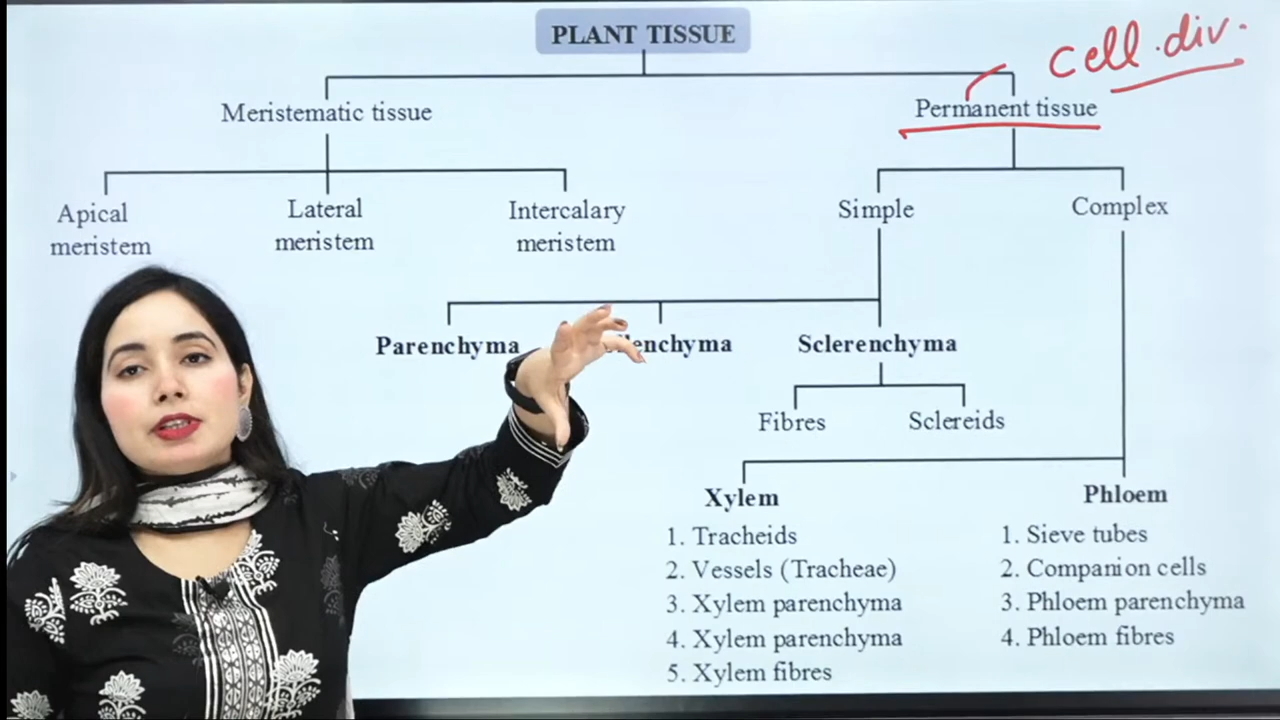 PLANT TISSUE
cell.div.
Meristematic tissue
Permanent tissue
Apical
meristem
Lateral
meristem
Intercalary
meristem
Simple
Complex
Parenchyma
Sclerenchyma
Fibres
Sclereids
Xylem
1. Tracheids
2. Vessels (Tracheae)
3. Xylem parenchyma
4. Xylem parenchyma
5. Xylem fibres
Phloem
1. Sieve tubes
2. Companion cells
3. Phloem parenchyma
4. Phloem fibres